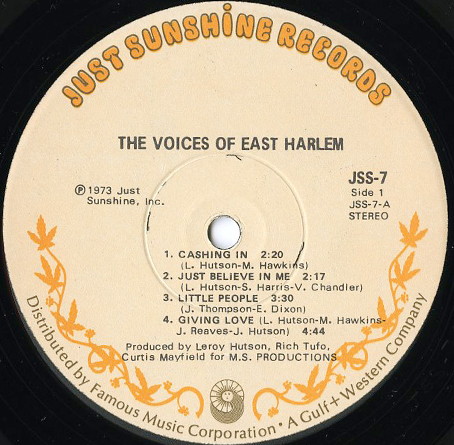 JUST SUNSHINE RECORDS
THE VOICES OF EAST HARLEM
JSS-7
Side 1
JSS-7-A
STEREO
℗ 1973 Just
Sunshine, Inc.
1. CASHING IN 2:20
(L. Hutson-M. Hawkins)
2. JUST BELIEVE IN ME 2:17
(L. Hutson-S. Harris-V. Chandler)
3. LITTLE PEOPLE 3:30
(J. Thompson-E. Dixon)
4. GIVING LOVE (L. Hutson-M. Hawkins-
J. Reaves-J. Hutson) 4:44
Produced by Leroy Hutson, Rich Tufo,
Curtis Mayfield for M.S. PRODUCTIONS
Distributed by Famous Music Corporation • A Gulf+Western Company